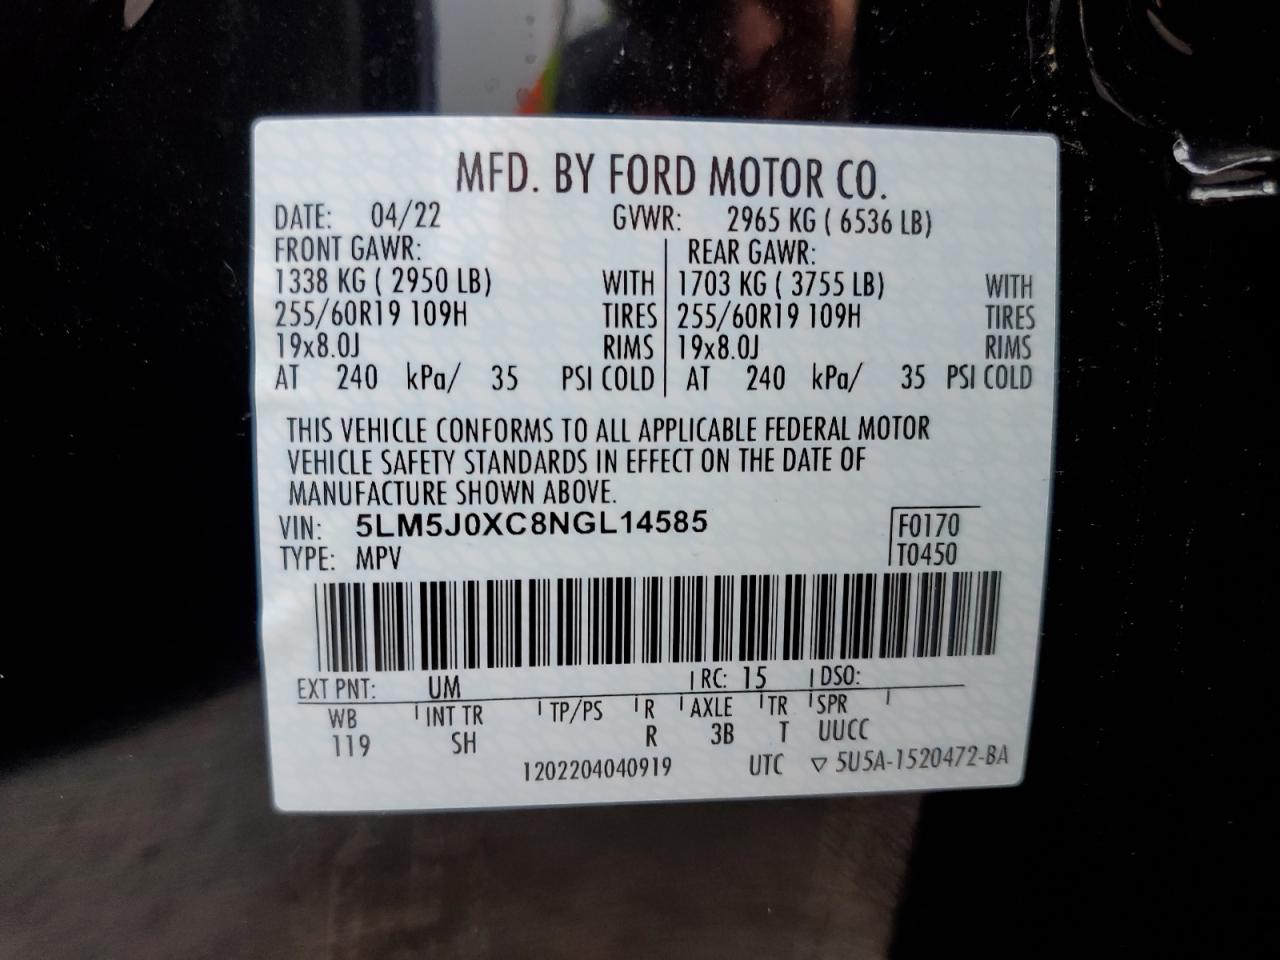 MFD. BY FORD MOTOR CO.
DATE: 04/22 GVWR: 2965 KG ( 6536 LB)
FRONT GAWR: REAR GAWR:
1338 KG ( 2950 LB) WITH 1703 KG ( 3755 LB) WITH
255/60R19 109H TIRES 255/60R19 109H TIRES
19x8.0J RIMS 19x8.0J RIMS
AT 240 kPa/ 35 PSI COLD AT 240 kPa/ 35 PSI COLD
THIS VEHICLE CONFORMS TO ALL APPLICABLE FEDERAL MOTOR
VEHICLE SAFETY STANDARDS IN EFFECT ON THE DATE OF
MANUFACTURE SHOWN ABOVE.
VIN: 5LM5J0XC8NGL14585 F0170
TYPE: MPV T0450
EXT PNT: UM RC: 15 DSO:
WB INT TR TP/PS R AXLE TR SPR
119 SH R 3B T UUCC
1202204040919 UTC ▽ 5U5A-1520472-BA